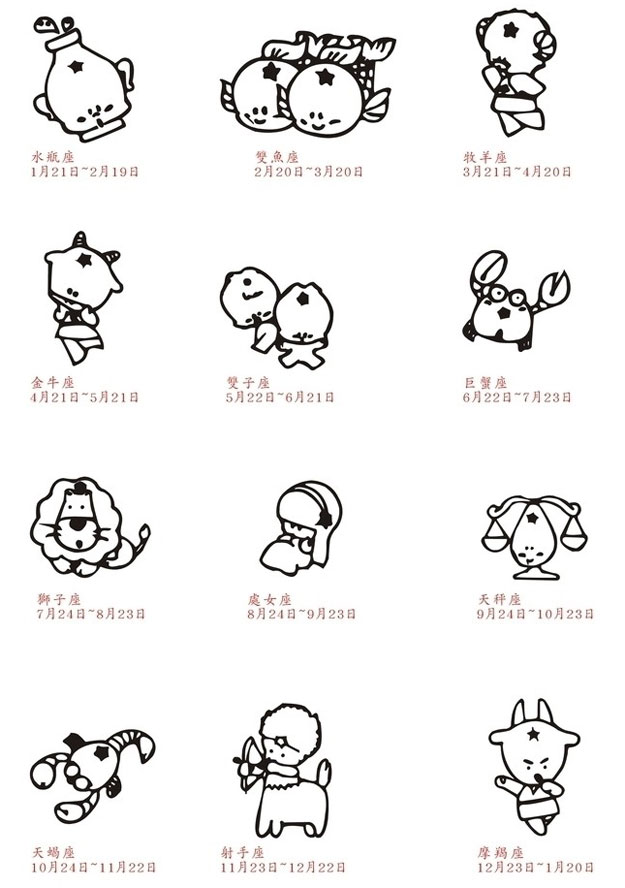 水瓶座
1月21日~2月19日
雙魚座
2月20日~3月20日
牧羊座
3月21日~4月20日
金牛座
4月21日~5月21日
雙子座
5月22日~6月21日
巨蟹座
6月22日~7月23日
獅子座
7月24日~8月23日
處女座
8月24日~9月23日
天秤座
9月24日~10月23日
天蝎座
10月24日~11月22日
射手座
11月23日~12月22日
摩羯座
12月23日~1月20日